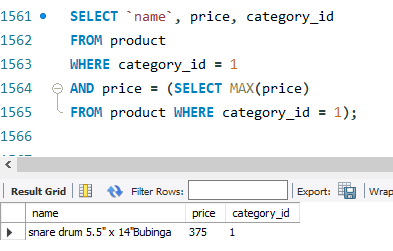 1561 SELECT `name`, price, category_id
1562 FROM product
1563 WHERE category_id = 1
1564 AND price = (SELECT MAX(price)
1565 FROM product WHERE category_id = 1);
1566
Result Grid Filter Rows: Export: Wrap
name price category_id
snare drum 5.5" x 14"Bubinga 375 1